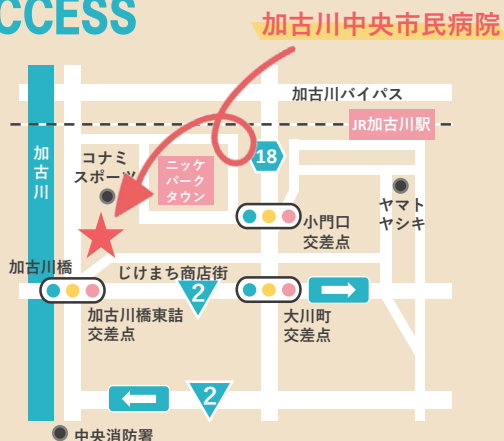 CCESS
加古川中央市民病院
加古川バイパス
JR加古川駅
加古川
コナミ
スポーツ
ニッケ
パーク
タウン
18
ヤマト
ヤシキ
小門口
交差点
加古川橋
じけまち商店街
2
加古川橋東詰
交差点
大川町
交差点
2
中央消防署